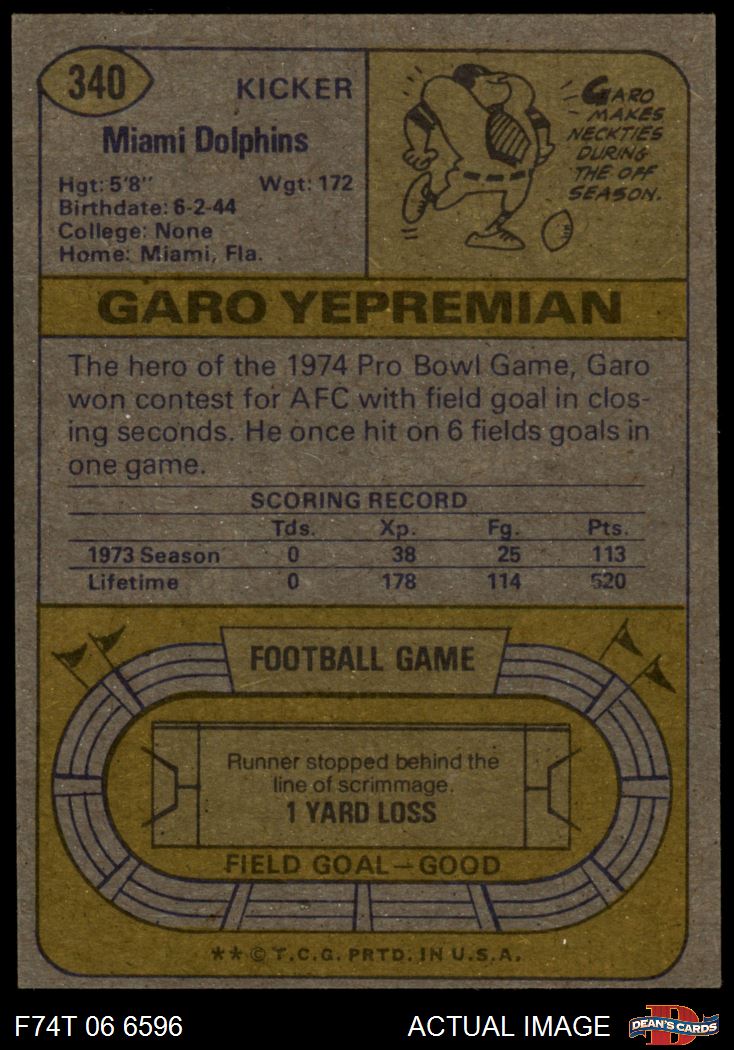 340
KICKER
Miami Dolphins
Hgt: 5'8" Wgt: 172
Birthdate: 6-2-44
College: None
Home: Miami, Fla.
GARO
MAKES
NECKTIES
DURING
THE OFF
SEASON.
GARO YEPREMIAN
The hero of the 1974 Pro Bowl Game, Garo
won contest for AFC with field goal in clos-
ing seconds. He once hit on 6 fields goals in
one game.
SCORING RECORD
Tds. Xp. Fg. Pts.
1973 Season 0 38 25 113
Lifetime 0 178 114 520
FOOTBALL GAME
Runner stopped behind the
line of scrimmage.
1 YARD LOSS
FIELD GOAL—GOOD
** © T.C.G. PRTD. IN U.S.A.
F74T 06 6596 ACTUAL IMAGE
D
DEAN'S CARDS